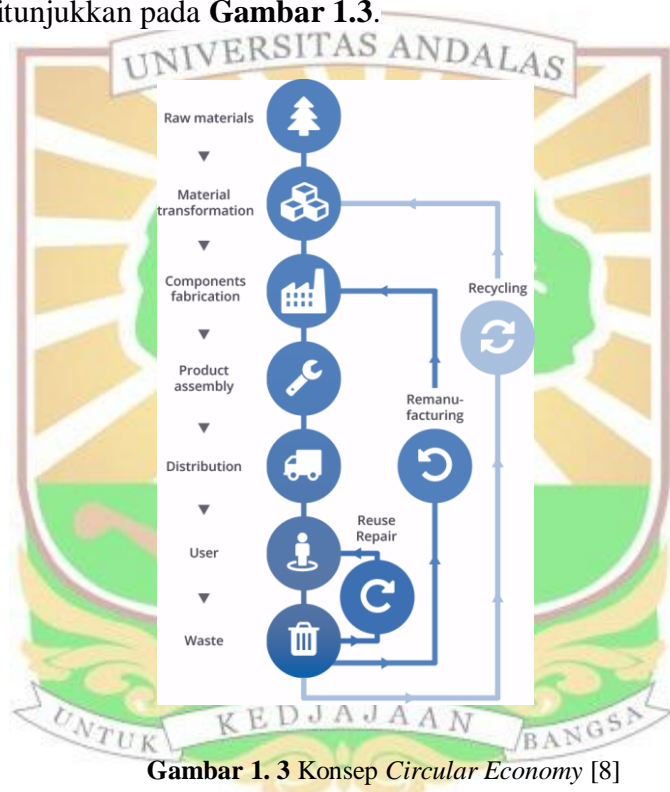 itunjukkan pada Gambar 1.3.
UNIVERSITAS ANDALAS
Raw materials
Material
transformation
Components
fabrication
Recycling
Product
assembly
Remanu-
facturing
Distribution
Reuse
Repair
User
Waste
UNTUK KEDJAJAAN BANGSA
Gambar 1. 3 Konsep Circular Economy [8]